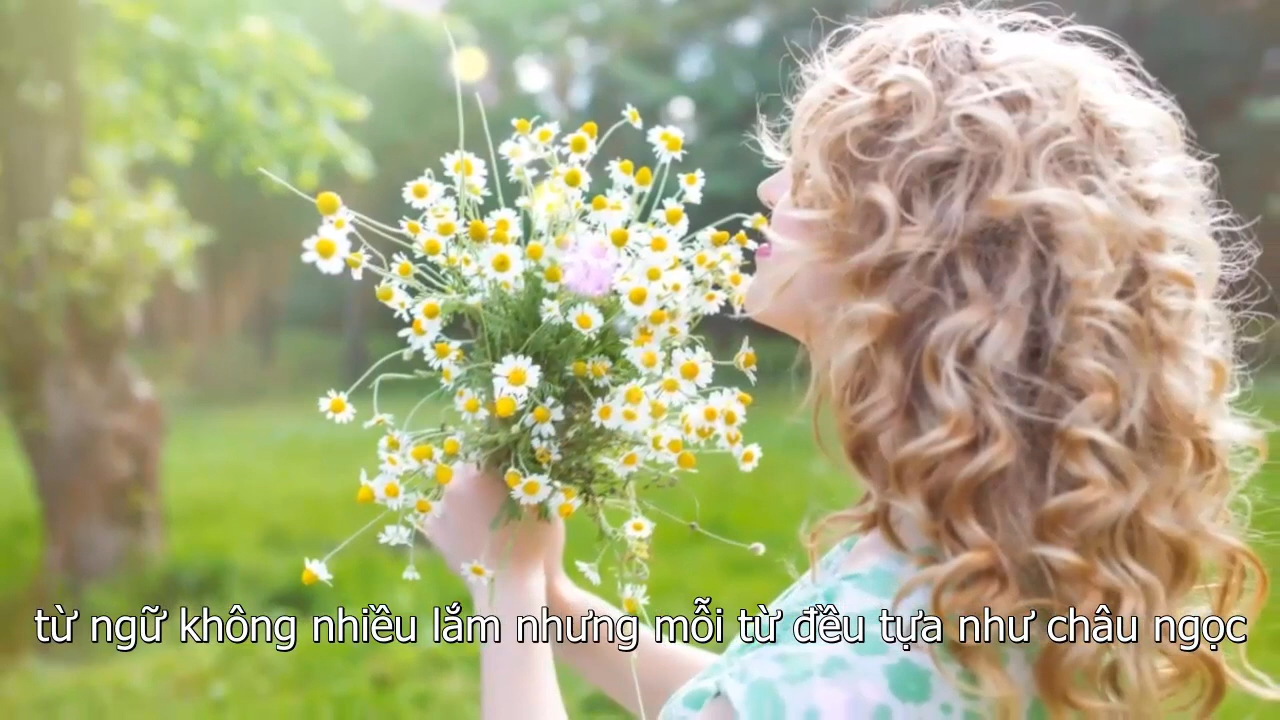 từ ngữ không nhiều lắm nhưng mỗi từ đều tựa như châu ngọc